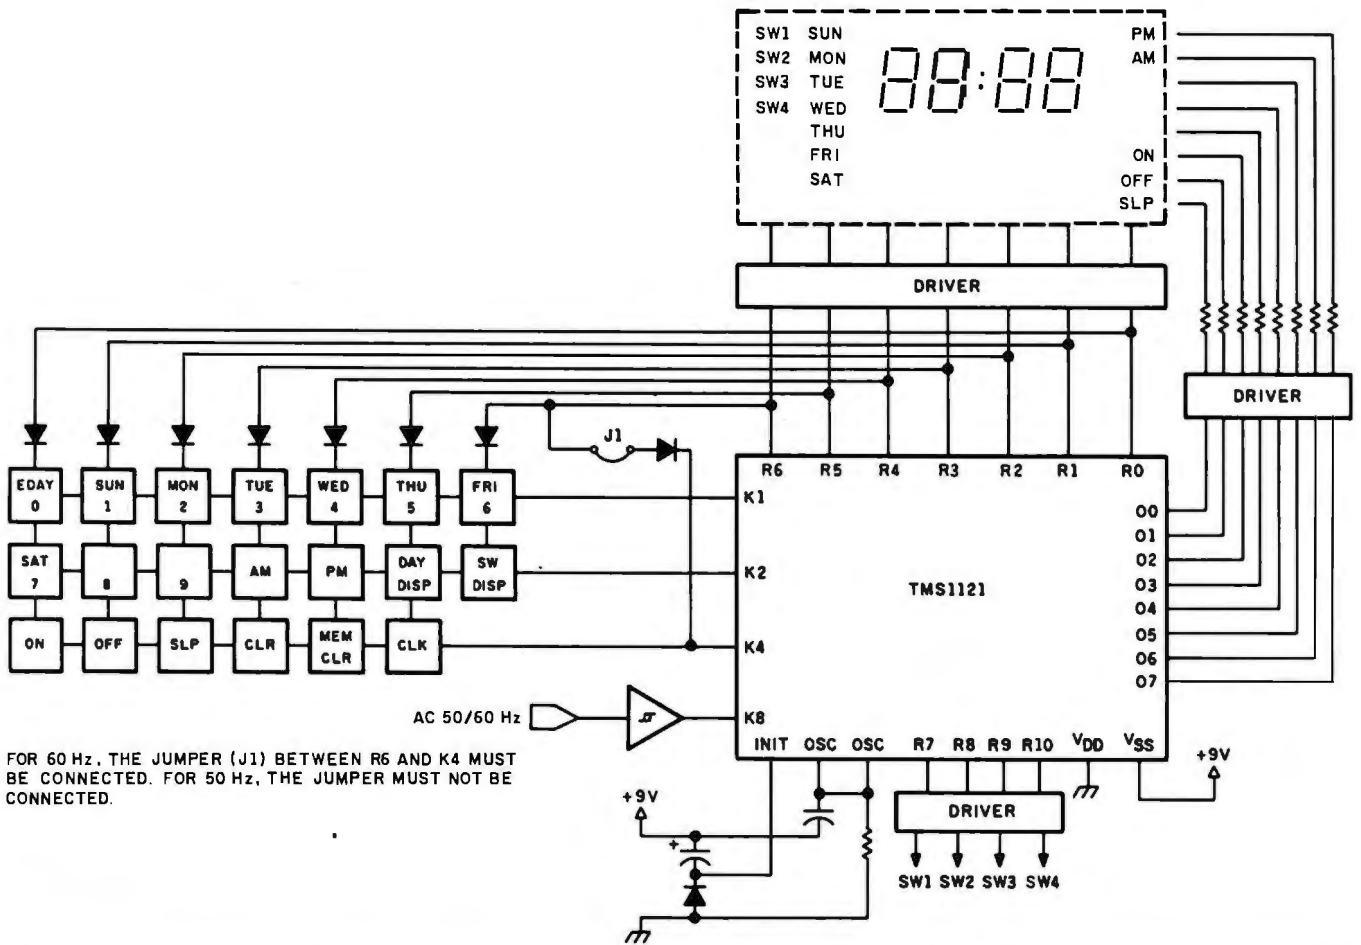 SW1 SUN PM
SW2 MON AM
SW3 TUE
SW4 WED
THU
FRI ON
SAT OFF
SLP
88:88
DRIVER
DRIVER
J1
R6 R5 R4 R3 R2 R1 R0
EDAY 0
SUN 1
MON 2
TUE 3
WED 4
THU 5
FRI 6
K1
SAT 7
8
9
AM
PM
DAY DISP
SW DISP
K2
ON
OFF
SLP
CLR
MEM CLR
CLK
K4
TMS1121
O0
O1
O2
O3
O4
O5
O6
O7
AC 50/60 Hz
K8
INIT OSC OSC R7 R8 R9 R10 VDD VSS
FOR 60 Hz, THE JUMPER (J1) BETWEEN R6 AND K4 MUST
BE CONNECTED. FOR 50 Hz, THE JUMPER MUST NOT BE
CONNECTED.
+9V
+9V
+
DRIVER
SW1 SW2 SW3 SW4